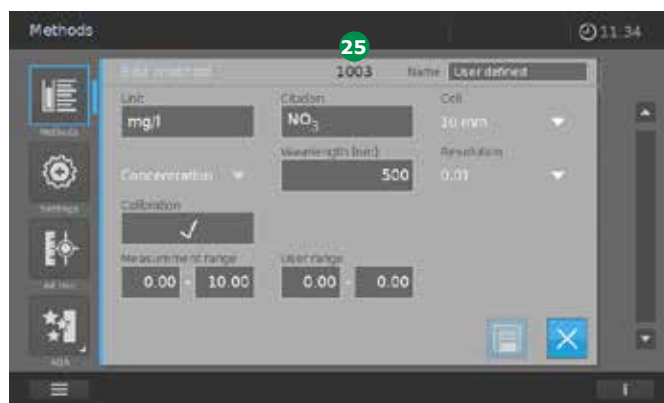 Methods 11:34
25
Edit method 1003 Name User defined
Unit Citation Cell
mg/l NO3 10 mm
Methods
Wavelength [nm] Resolution
Concentration 500 0.01
Settings
Calibration
✓
Measurement range User range
0.00 - 10.00 0.00 - 0.00
AQA
i